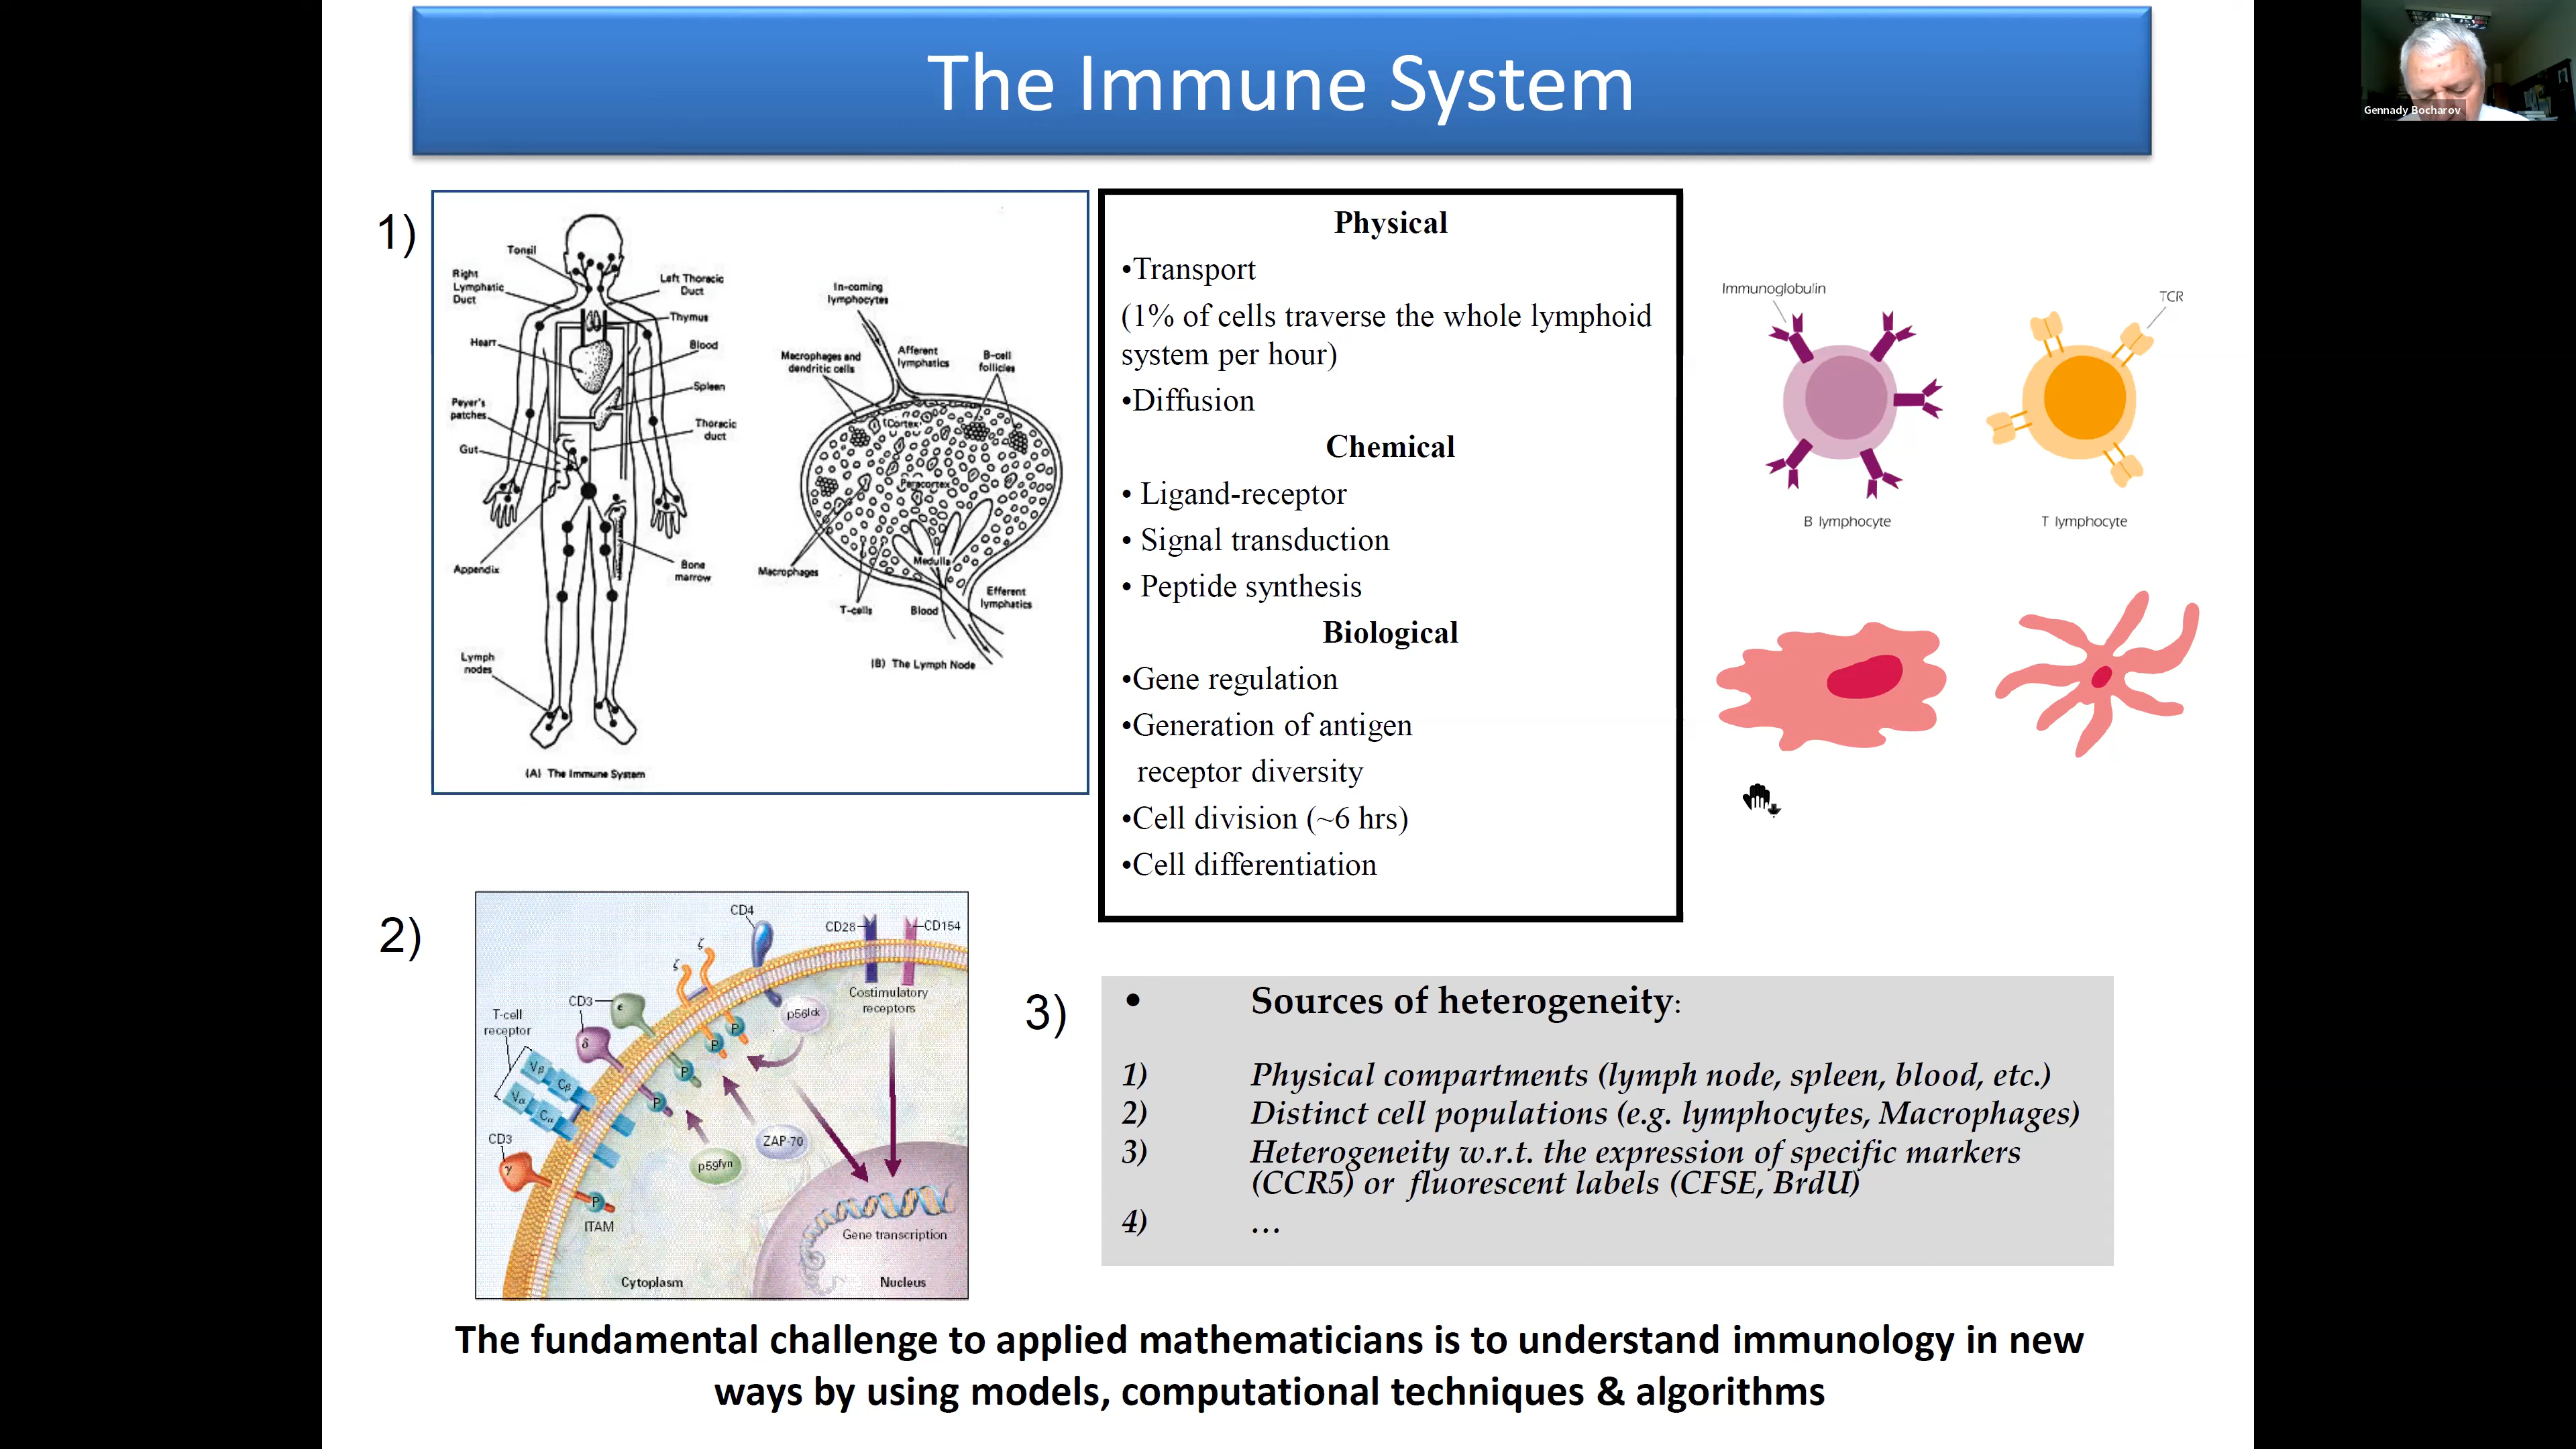 The Immune System
Gennady Bocharov
1)
Tonsil
Right
Lymphatic
Duct
Left Thoracic
Duct
Thymus
Heart
Blood
Spleen
Peyer's
patches
Thoracic
duct
Gut
Appendix
Bone
marrow
Lymph
nodes
(A) The Immune System
In-coming
lymphocytes
Macrophages and
dendritic cells
Afferent
lymphatics
B-cell
follicles
Cortex
Paracortex
Medulla
Macrophages
T-cells
Blood
Efferent
lymphatics
(B) The Lymph Node
Physical
•Transport
(1% of cells traverse the whole lymphoid
system per hour)
•Diffusion
Chemical
• Ligand-receptor
• Signal transduction
• Peptide synthesis
Biological
•Gene regulation
•Generation of antigen
receptor diversity
•Cell division (~6 hrs)
•Cell differentiation
Immunoglobulin
TCR
B lymphocyte
T lymphocyte
2)
CD4
CD28
CD154
ζ
ζ
CD3
ε
δ
T-cell
receptor
Vβ
Cβ
Vα
Cα
CD3
γ
P
P
P
P
P
p56lck
Costimulatory
receptors
ZAP-70
p59fyn
ITAM
Gene transcription
Cytoplasm
Nucleus
3)
• Sources of heterogeneity:
1) Physical compartments (lymph node, spleen, blood, etc.)
2) Distinct cell populations (e.g. lymphocytes, Macrophages)
3) Heterogeneity w.r.t. the expression of specific markers
(CCR5) or fluorescent labels (CFSE, BrdU)
4) …
The fundamental challenge to applied mathematicians is to understand immunology in new
ways by using models, computational techniques & algorithms